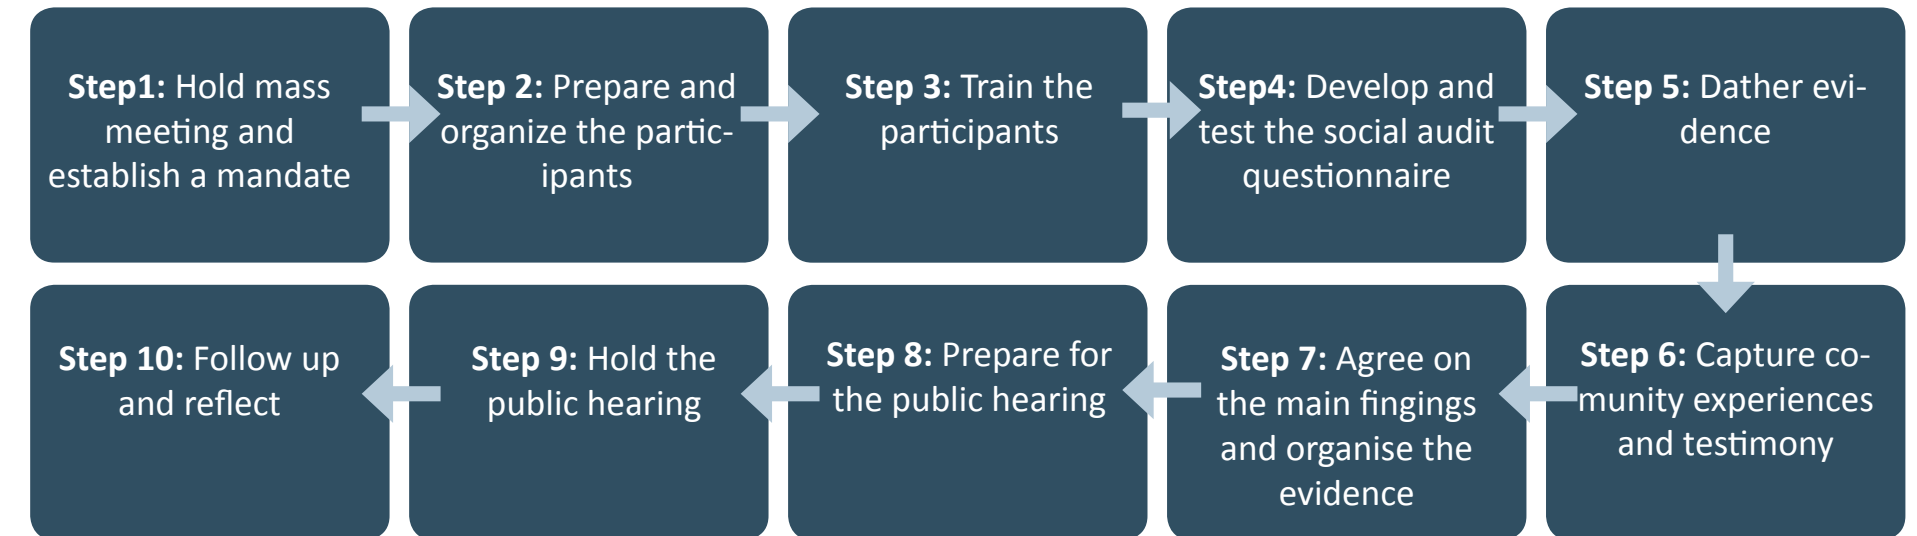 Step1: Hold mass
meeting and
establish a mandate
Step 2: Prepare and
organize the partic-
ipants
Step 3: Train the
participants
Step4: Develop and
test the social audit
questionnaire
Step 5: Dather evi-
dence
Step 6: Capture co-
munity experiences
and testimony
Step 7: Agree on
the main fingings
and organise the
evidence
Step 8: Prepare for
the public hearing
Step 9: Hold the
public hearing
Step 10: Follow up
and reflect